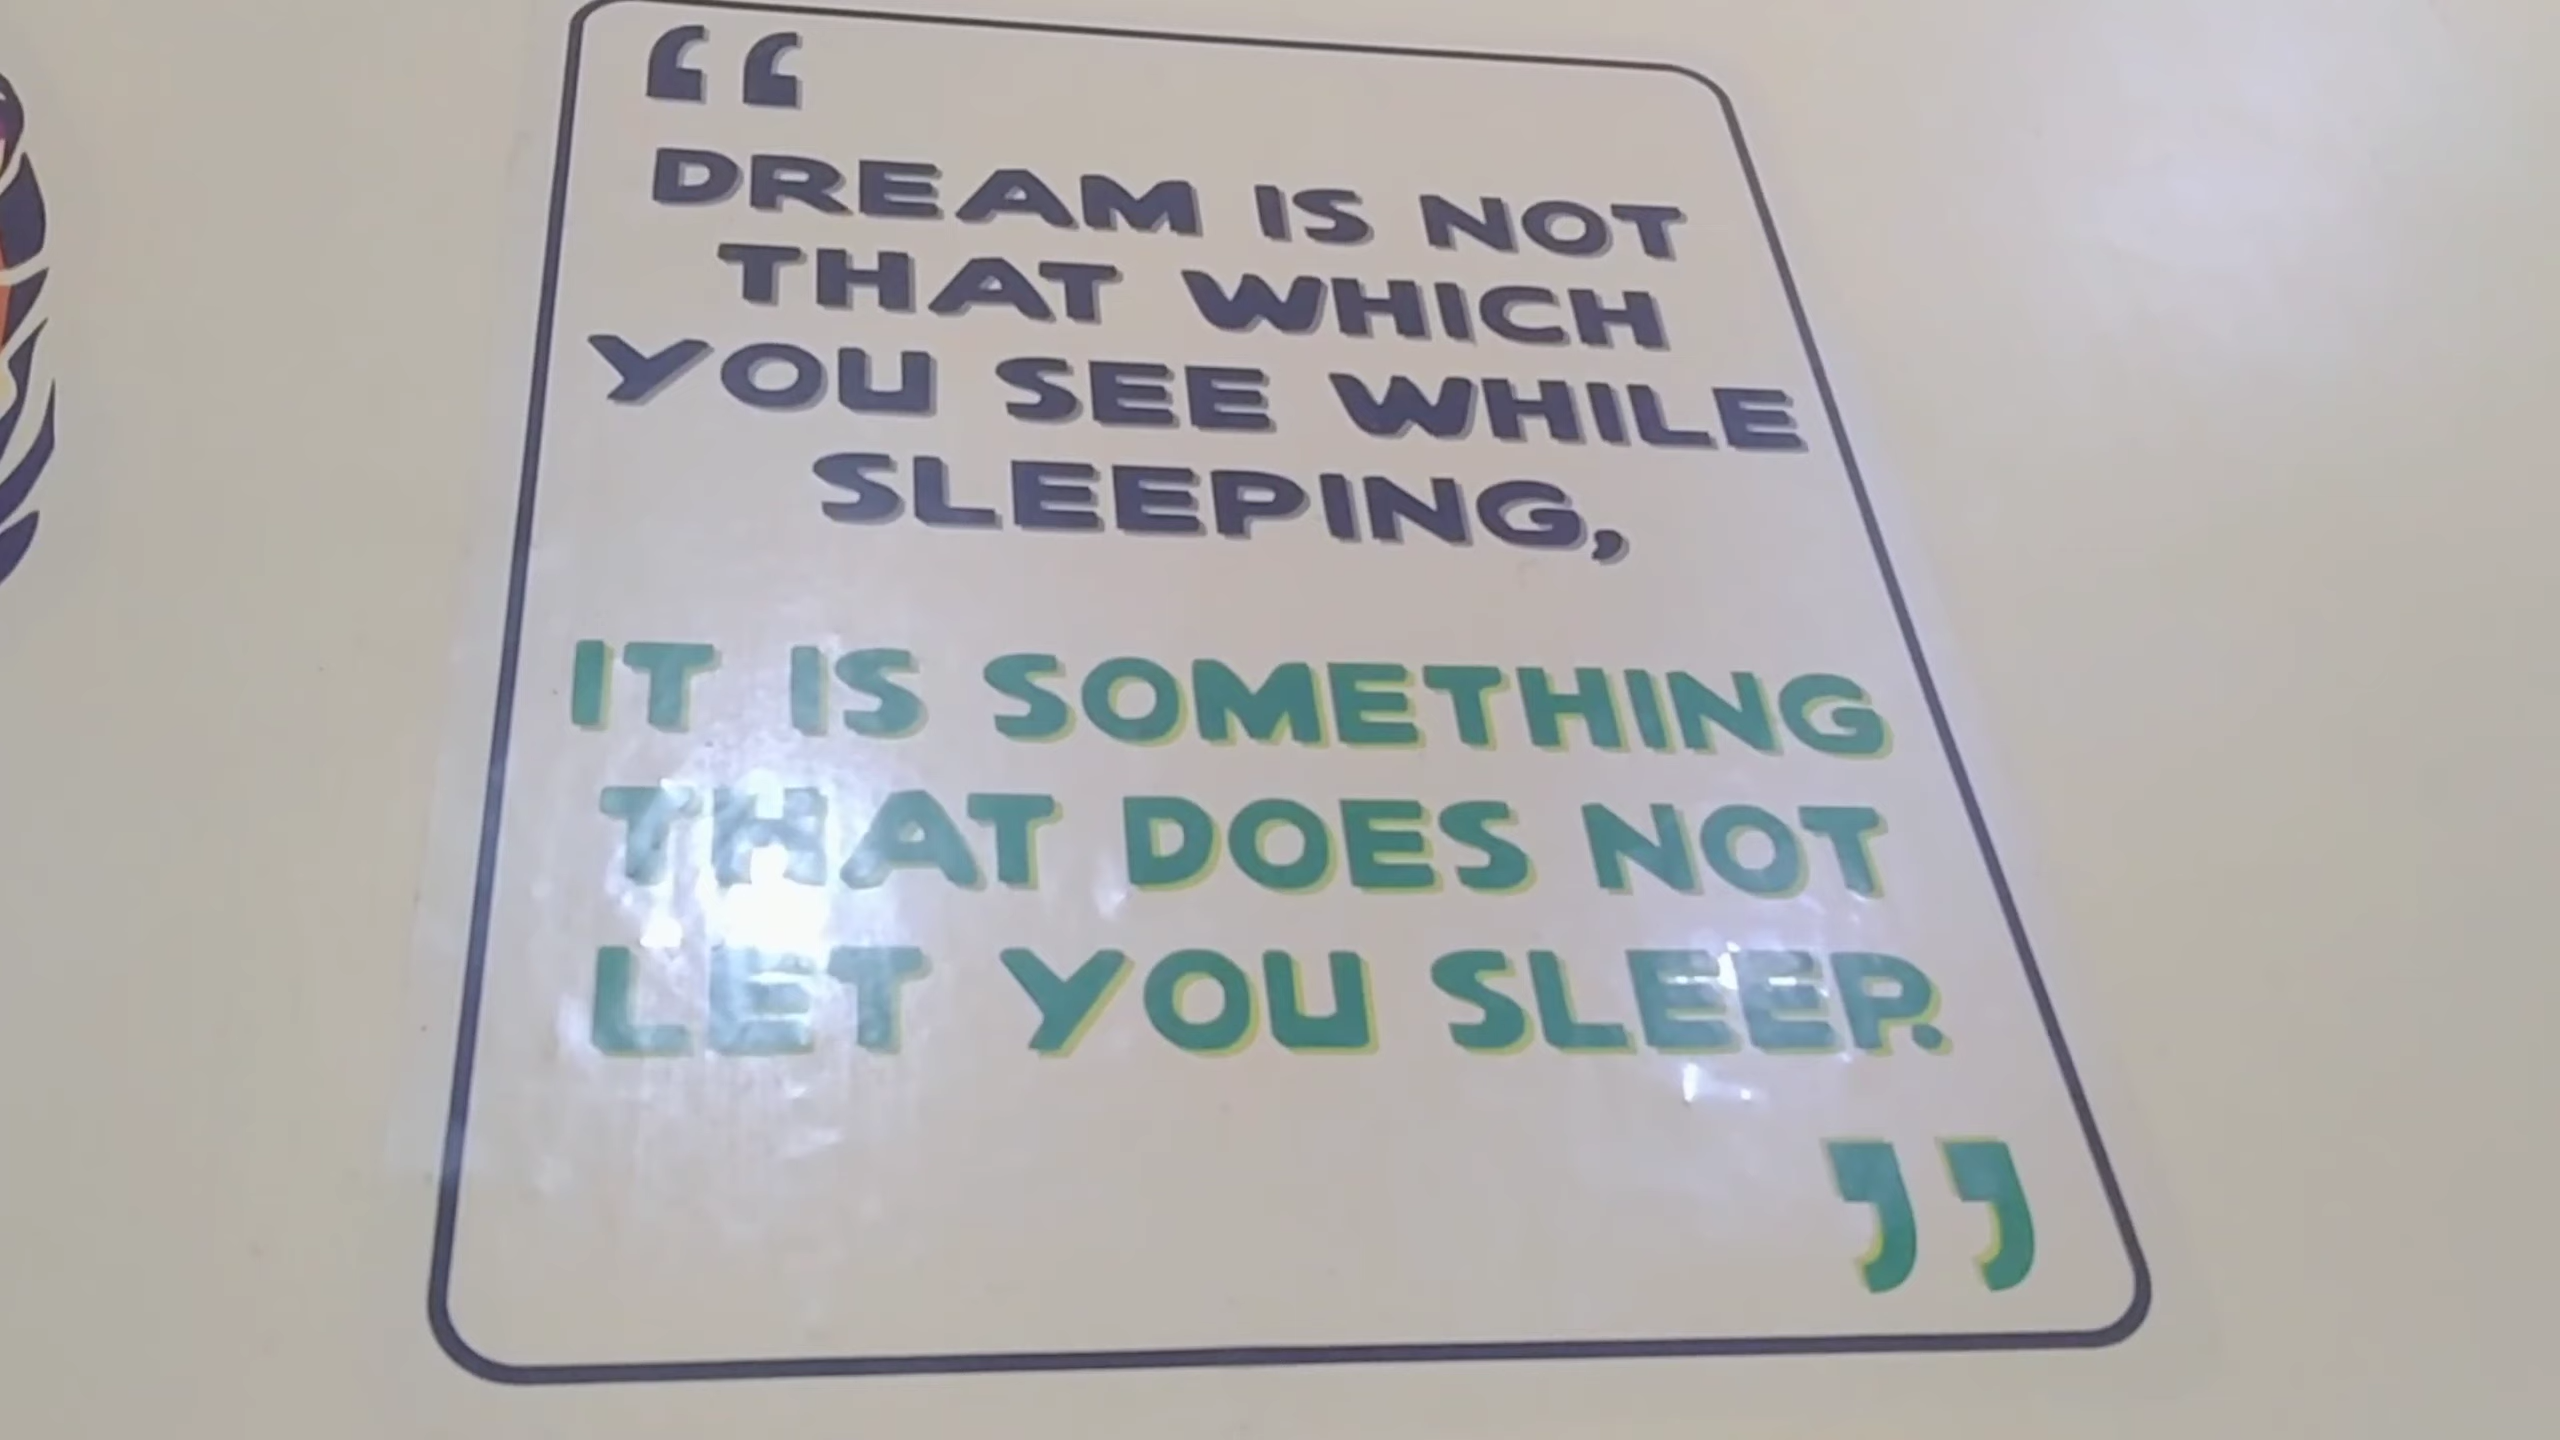 “
DREAM IS NOT
THAT WHICH
YOU SEE WHILE
SLEEPING,
IT IS SOMETHING
THAT DOES NOT
LET YOU SLEEP.
”